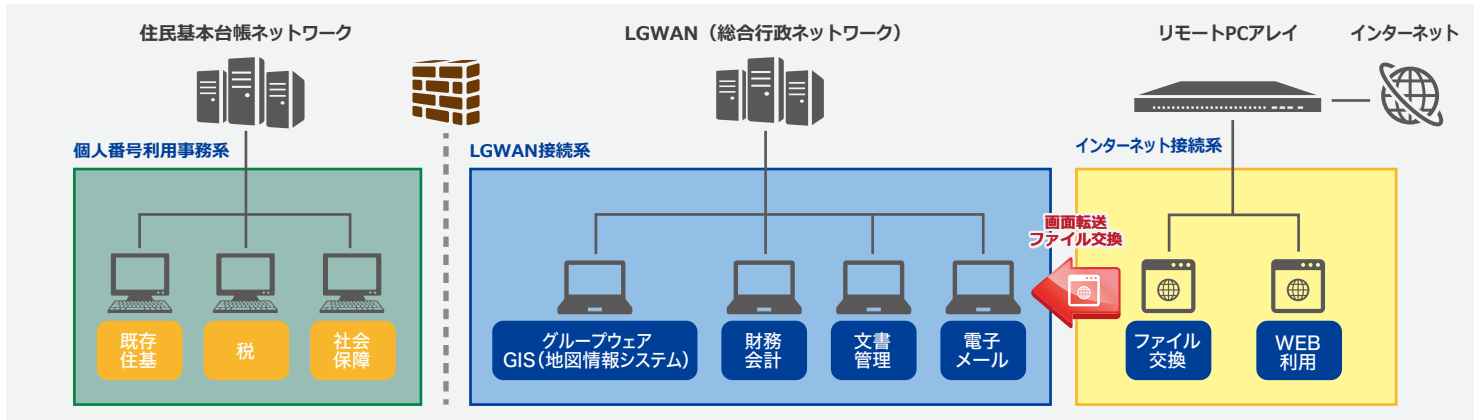 住民基本台帳ネットワーク
LGWAN（総合行政ネットワーク）
リモートPCアレイ
インターネット
個人番号利用事務系
LGWAN接続系
インターネット接続系
画面転送
ファイル交換
既存
住基
税
社会
保障
グループウェア
GIS（地図情報システム）
財務
会計
文書
管理
電子
メール
ファイル
交換
WEB
利用